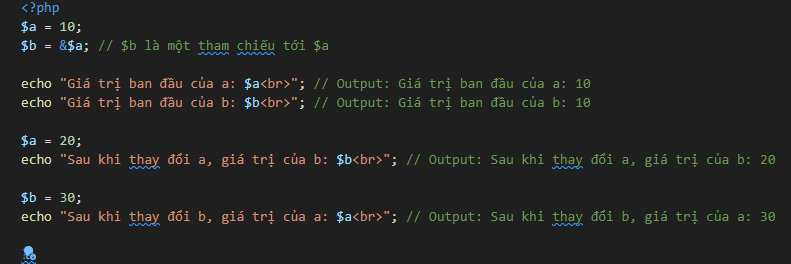 <?php
$a = 10;
$b = &$a; // $b là một tham chiếu tới $a
echo "Giá trị ban đầu của a: $a<br>"; // Output: Giá trị ban đầu của a: 10
echo "Giá trị ban đầu của b: $b<br>"; // Output: Giá trị ban đầu của b: 10
$a = 20;
echo "Sau khi thay đổi a, giá trị của b: $b<br>"; // Output: Sau khi thay đổi a, giá trị của b: 20
$b = 30;
echo "Sau khi thay đổi b, giá trị của a: $a<br>"; // Output: Sau khi thay đổi b, giá trị của a: 30